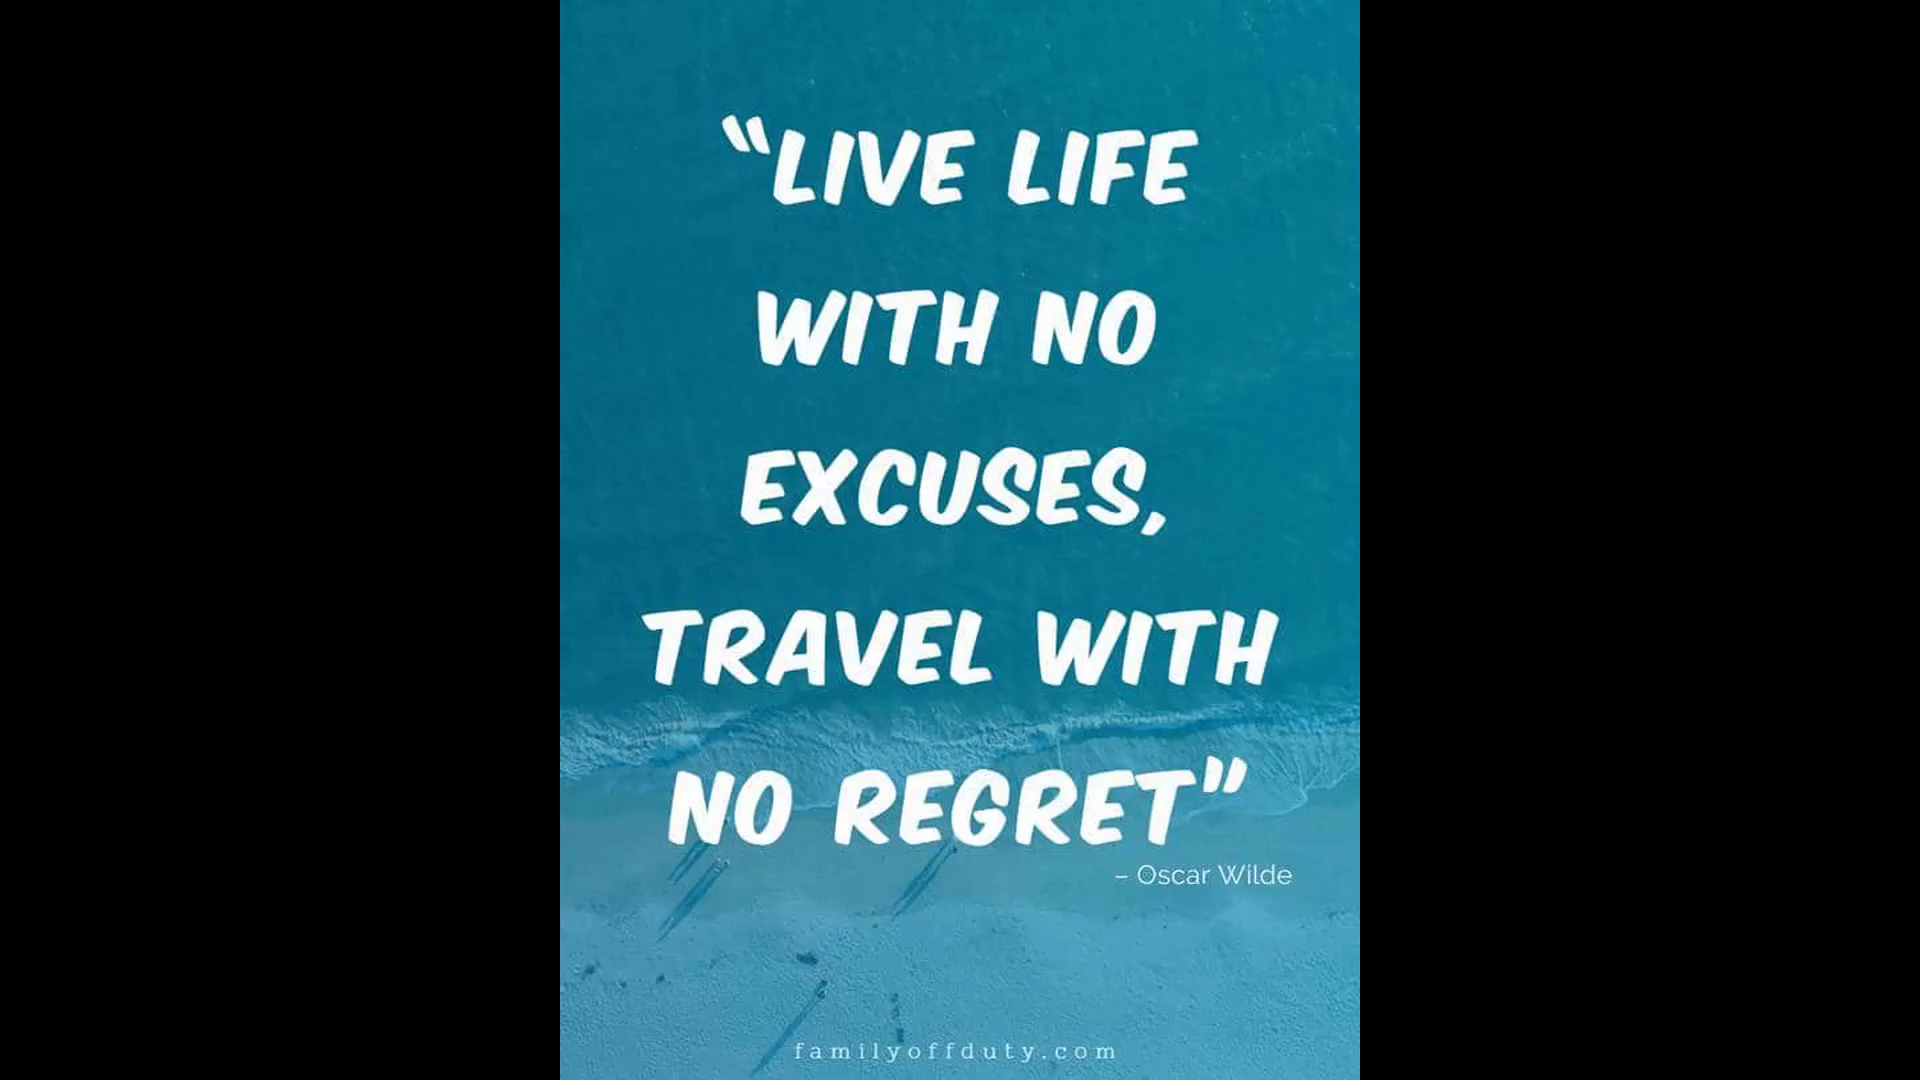 “LIVE LIFE
WITH NO
EXCUSES,
TRAVEL WITH
NO REGRET”
– Oscar Wilde
familyoffduty.com